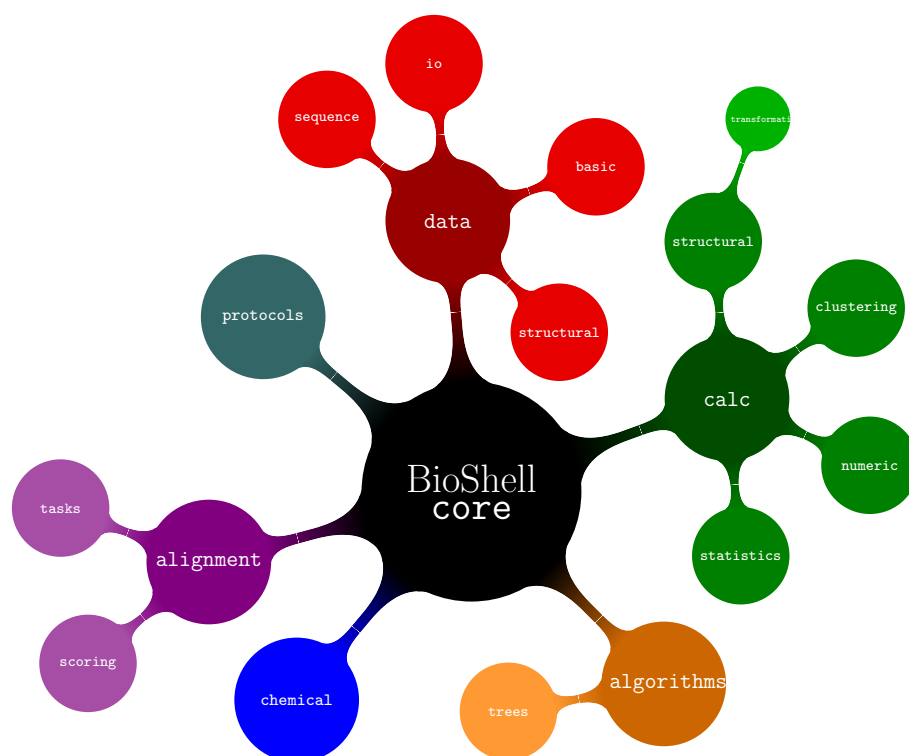 io
sequence
transformati
basic
data
structural
clustering
protocols
structural
calc
numeric
BioShell
core
tasks
statistics
alignment
scoring
algorithms
chemical
trees